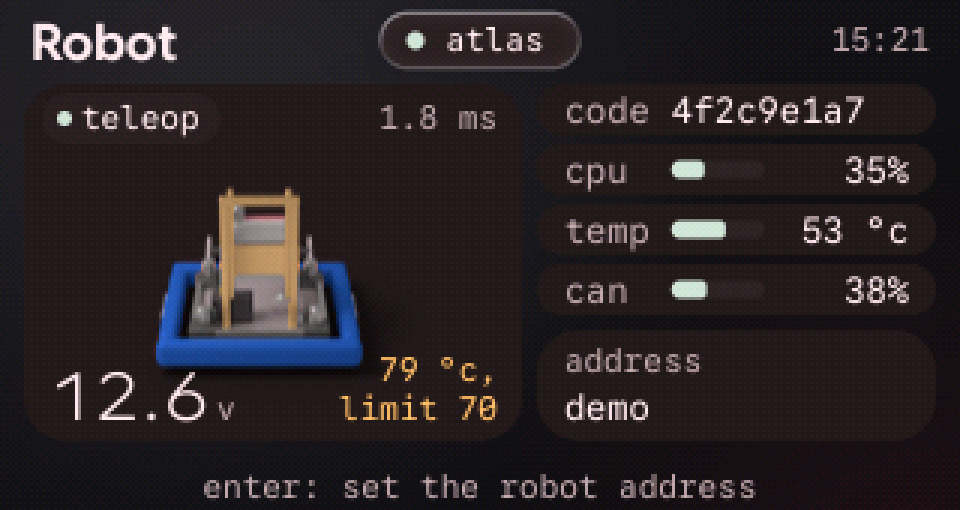 Robot
atlas
15:21
teleop
1.8 ms
12.6 v
79 °c,
limit 70
code 4f2c9e1a7
cpu 35%
temp 53 °c
can 38%
address
demo
enter: set the robot address